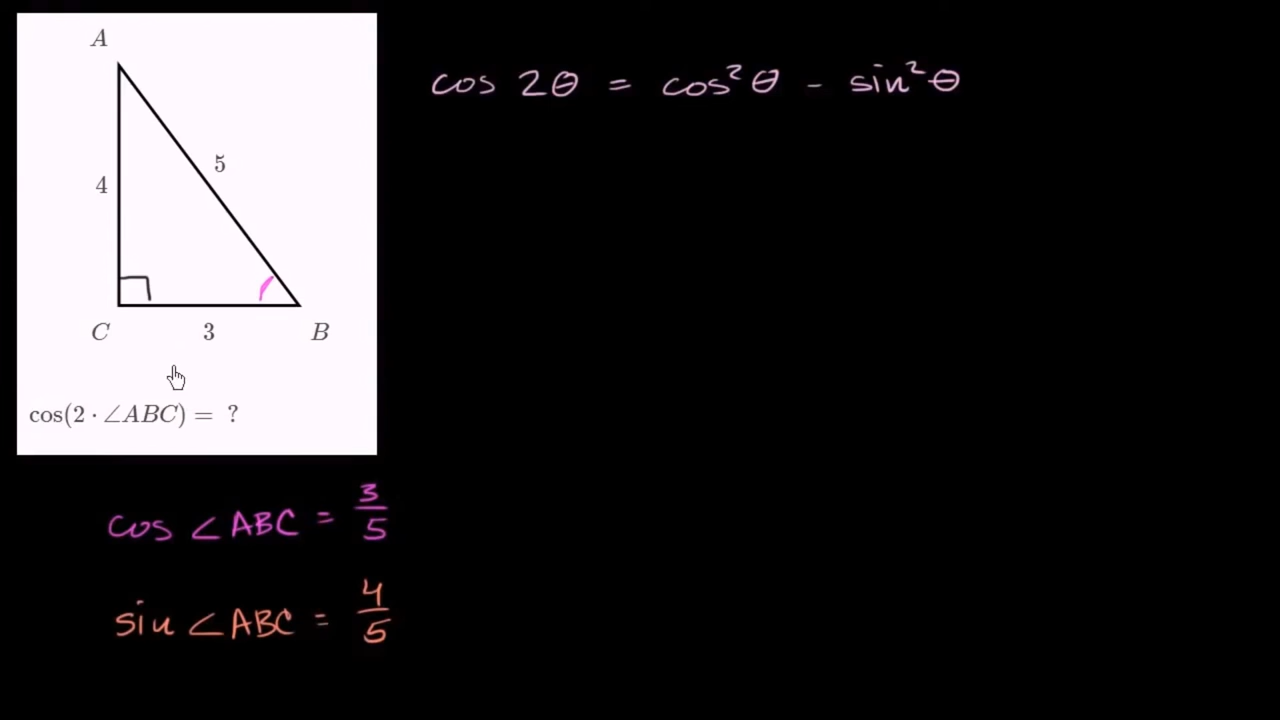 A
5
4
C
3
B
cos(2 · ∠ABC) = ?
cos 2θ = cos²θ - sin²θ
cos ∠ABC = 3/5
sin ∠ABC = 4/5